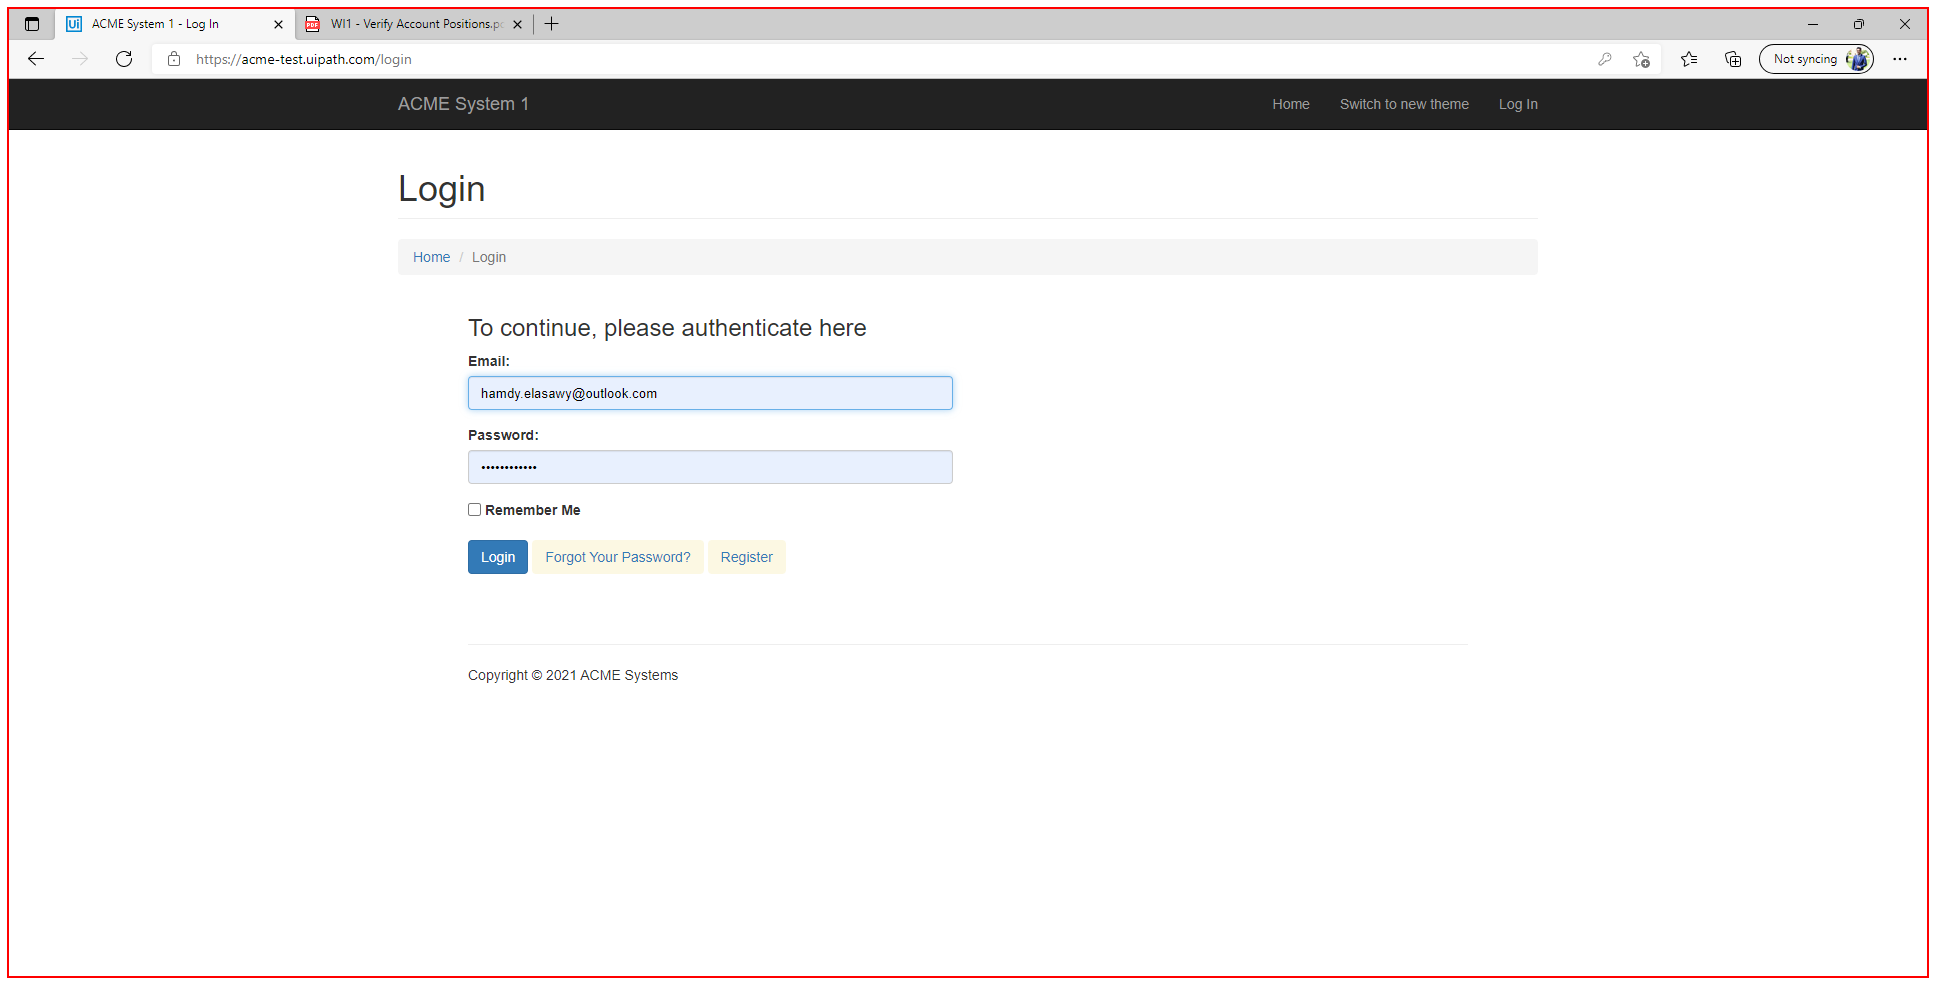 ACME System 1 - Log In
WI1 - Verify Account Positions.p
https://acme-test.uipath.com/login
Not syncing
ACME System 1
Home
Switch to new theme
Log In
Login
Home / Login
To continue, please authenticate here
Email:
hamdy.elasawy@outlook.com
Password:
••••••••••••
Remember Me
Login
Forgot Your Password?
Register
Copyright © 2021 ACME Systems